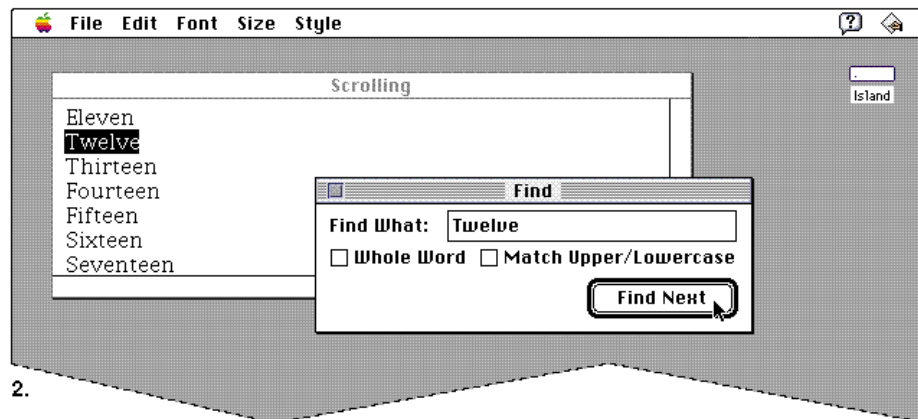 File Edit Font Size Style
Island
Scrolling
Eleven
Twelve
Thirteen
Fourteen
Fifteen
Sixteen
Seventeen
Find
Find What: Twelve
Whole Word Match Upper/Lowercase
Find Next
2.